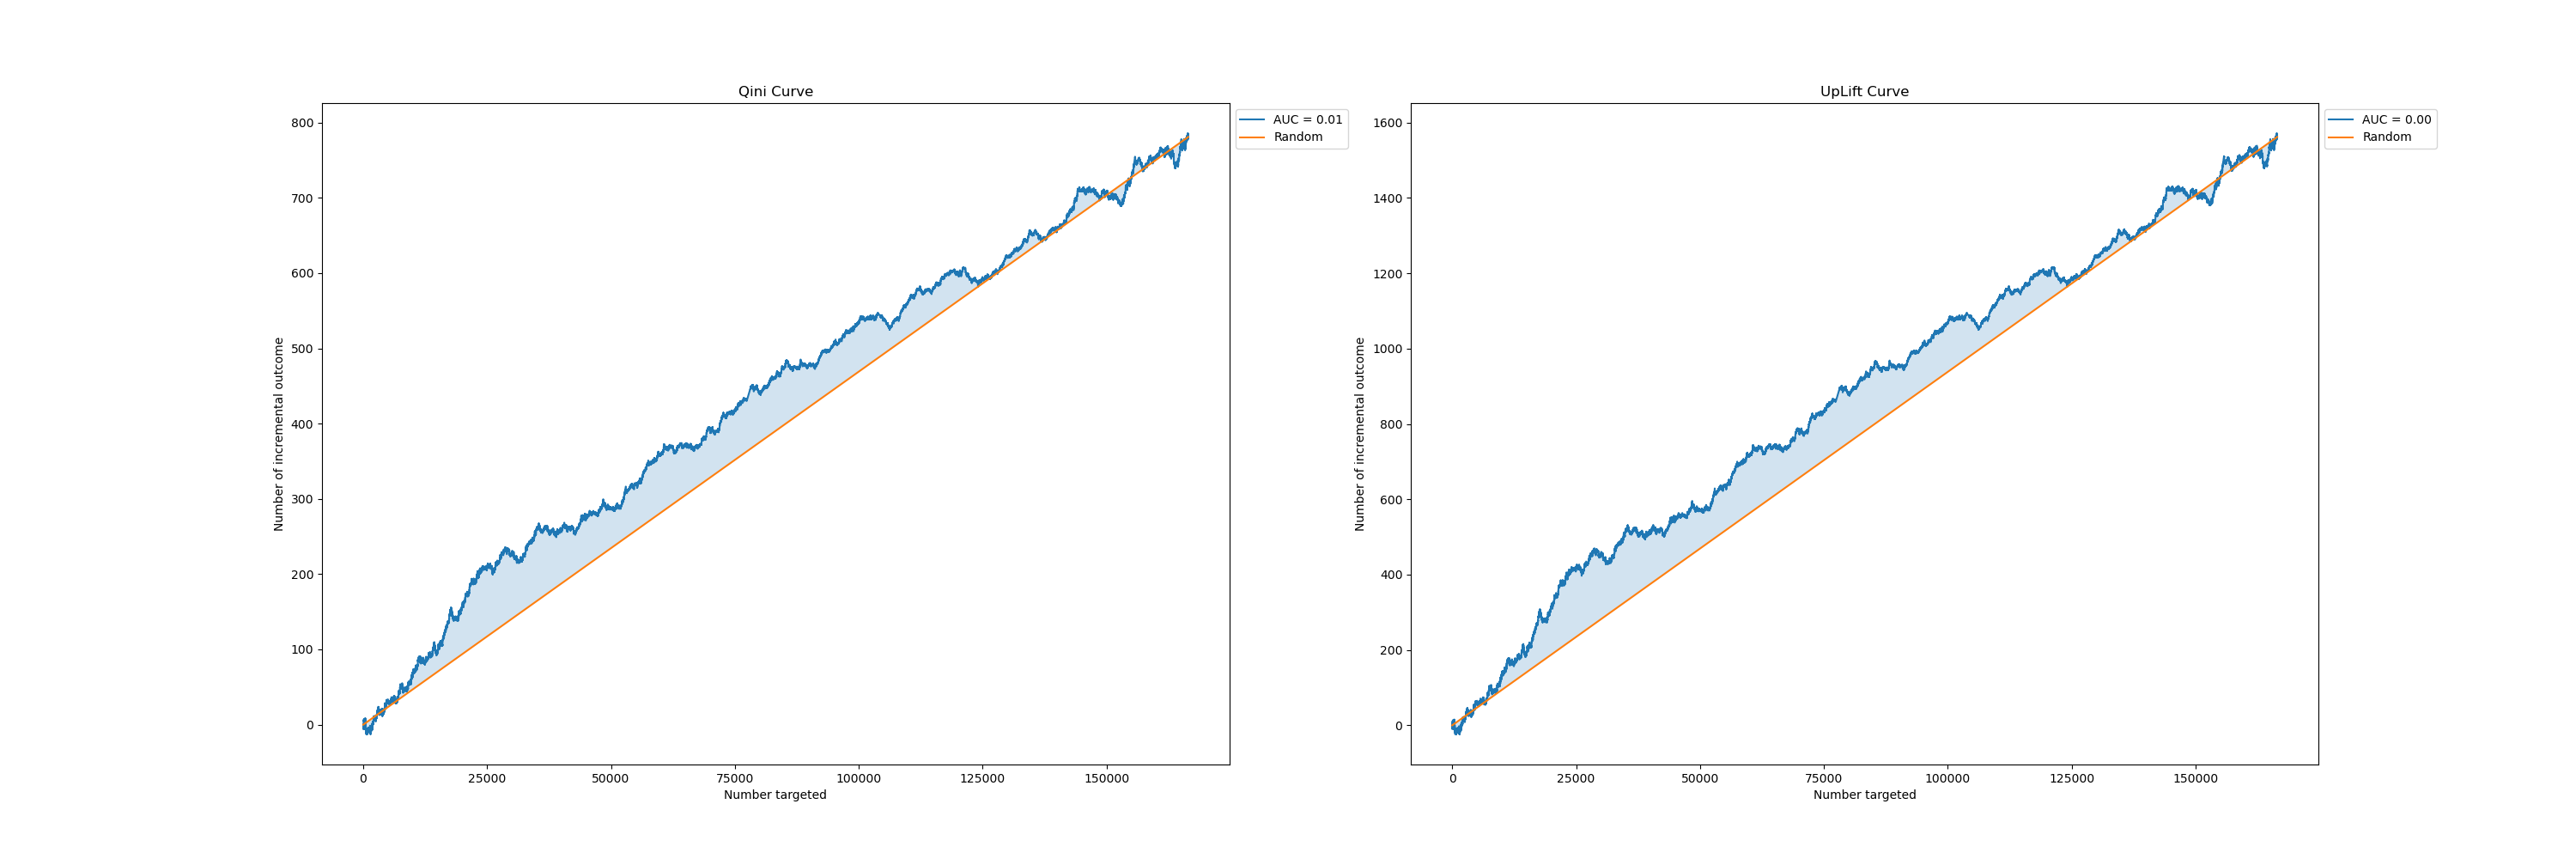 Qini Curve
800
700
600
500
400
300
200
100
0
Number of incremental outcome
0 25000 50000 75000 100000 125000 150000
Number targeted
AUC = 0.01
Random
UpLift Curve
1600
1400
1200
1000
800
600
400
200
0
Number of incremental outcome
0 25000 50000 75000 100000 125000 150000
Number targeted
AUC = 0.00
Random